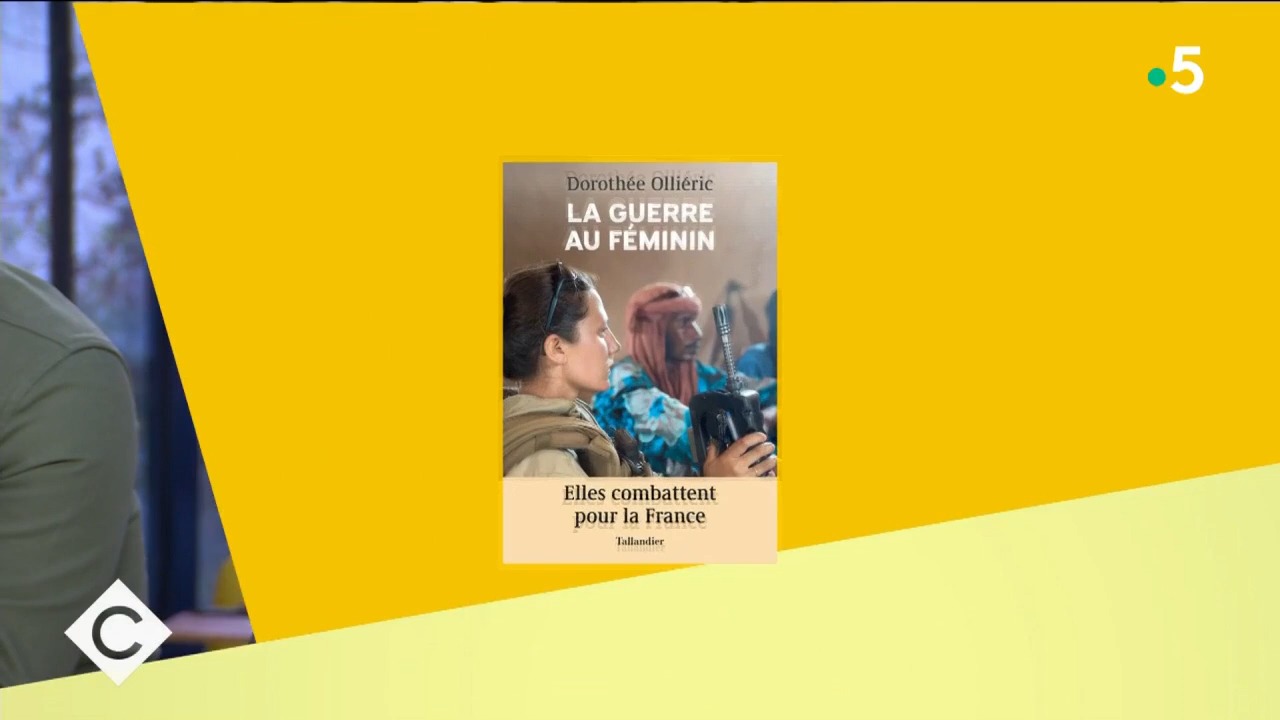 5
Dorothée Olliéric
LA GUERRE
AU FÉMININ
Elles combattent
pour la France
Tallandier
C